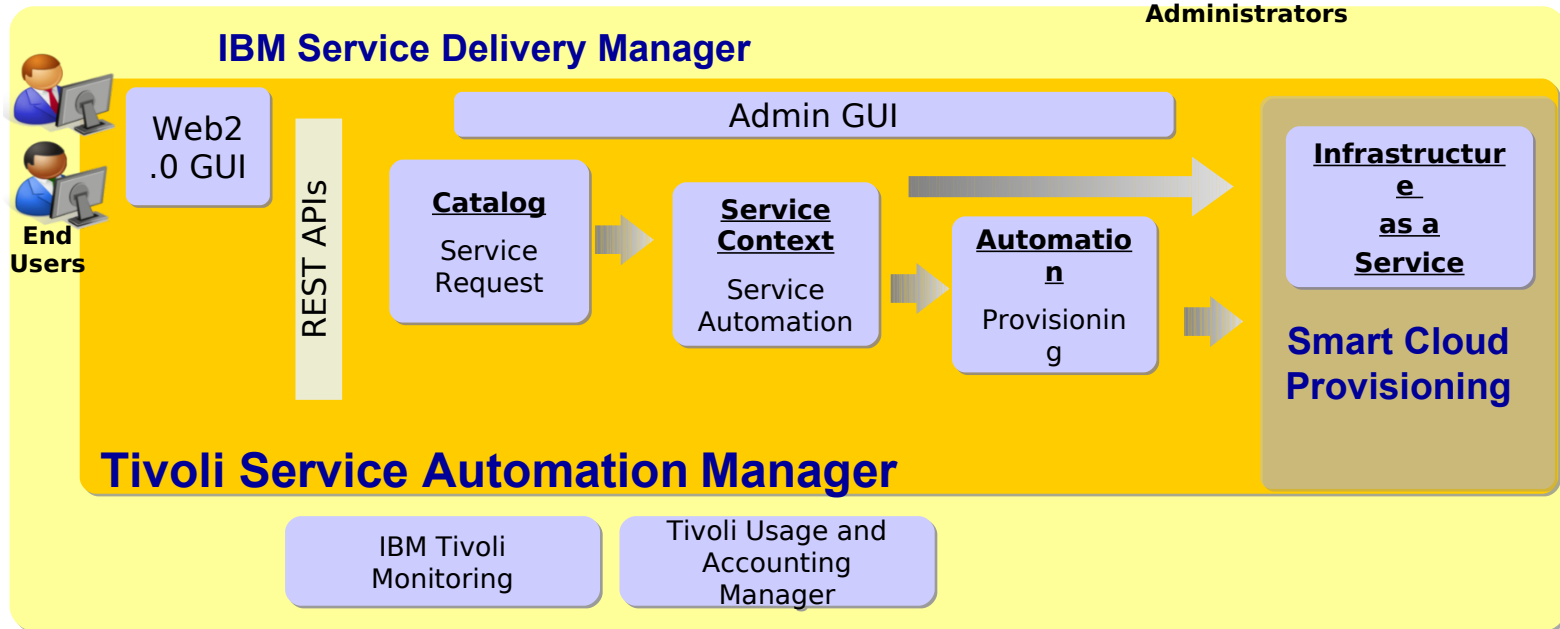 Administrators
IBM Service Delivery Manager
End
Users
Web2
.0 GUI
REST APIs
Admin GUI
Catalog
Service
Request
Service
Context
Service
Automation
Automatio
n
Provisionin
g
Infrastructur
e
as a
Service
Smart Cloud
Provisioning
Tivoli Service Automation Manager
IBM Tivoli
Monitoring
Tivoli Usage and
Accounting
Manager